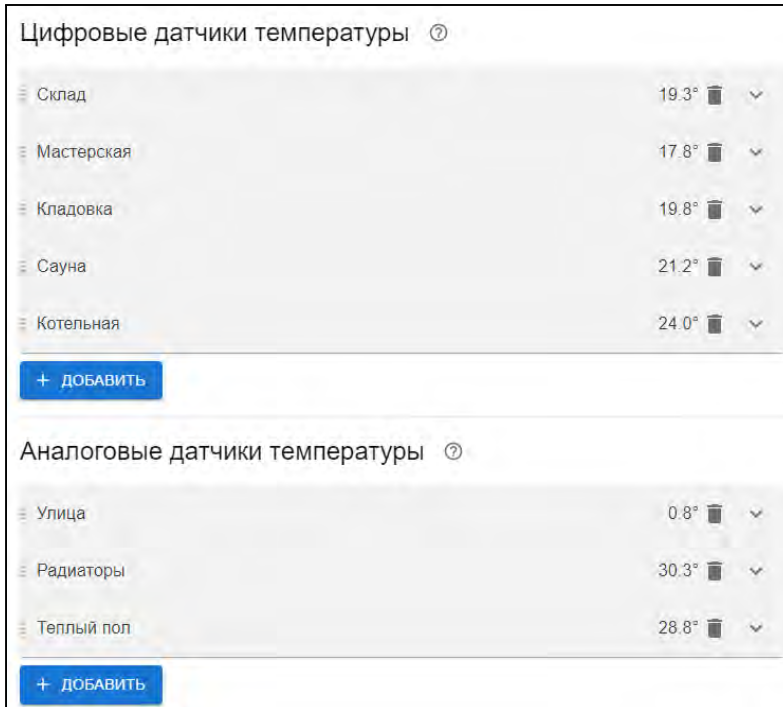 Цифровые датчики температуры
Склад 19.3°
Мастерская 17.8°
Кладовка 19.8°
Сауна 21.2°
Котельная 24.0°
+ ДОБАВИТЬ
Аналоговые датчики температуры
Улица 0.8°
Радиаторы 30.3°
Теплый пол 28.8°
+ ДОБАВИТЬ